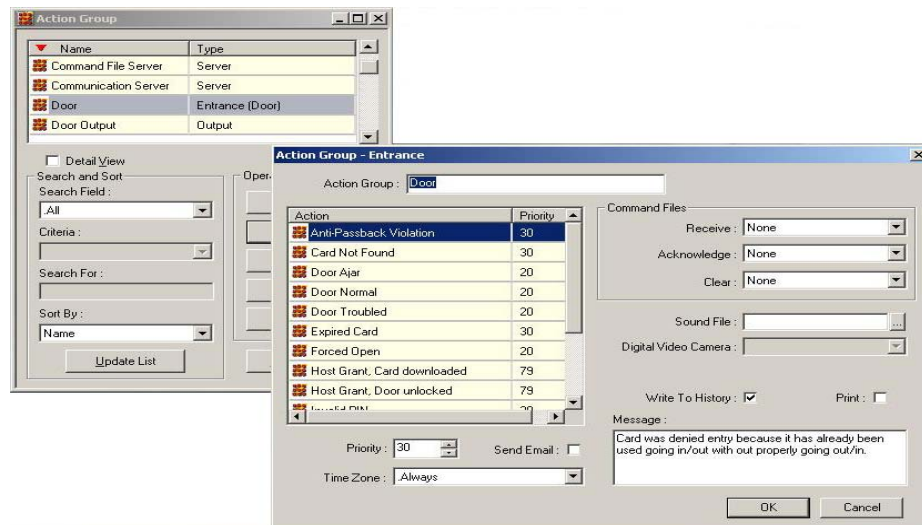 Action Group
Name Type
Command File Server Server
Communication Server Server
Door Entrance (Door)
Door Output Output
Detail View
Search and Sort
Search Field :
.All
Criteria :
Search For :
Sort By :
Name
Update List
Oper
Action Group - Entrance
Action Group : Door
Action Priority
Anti-Passback Violation 30
Card Not Found 30
Door Ajar 20
Door Normal 20
Door Troubled 20
Expired Card 30
Forced Open 20
Host Grant, Card downloaded 79
Host Grant, Door unlocked 79
Priority : 30
Send Email :
Time Zone : .Always
Command Files
Receive : None
Acknowledge : None
Clear : None
Sound File : ...
Digital Video Camera :
Write To History : Print :
Message :
Card was denied entry because it has already been
used going in/out with out properly going out/in.
OK Cancel